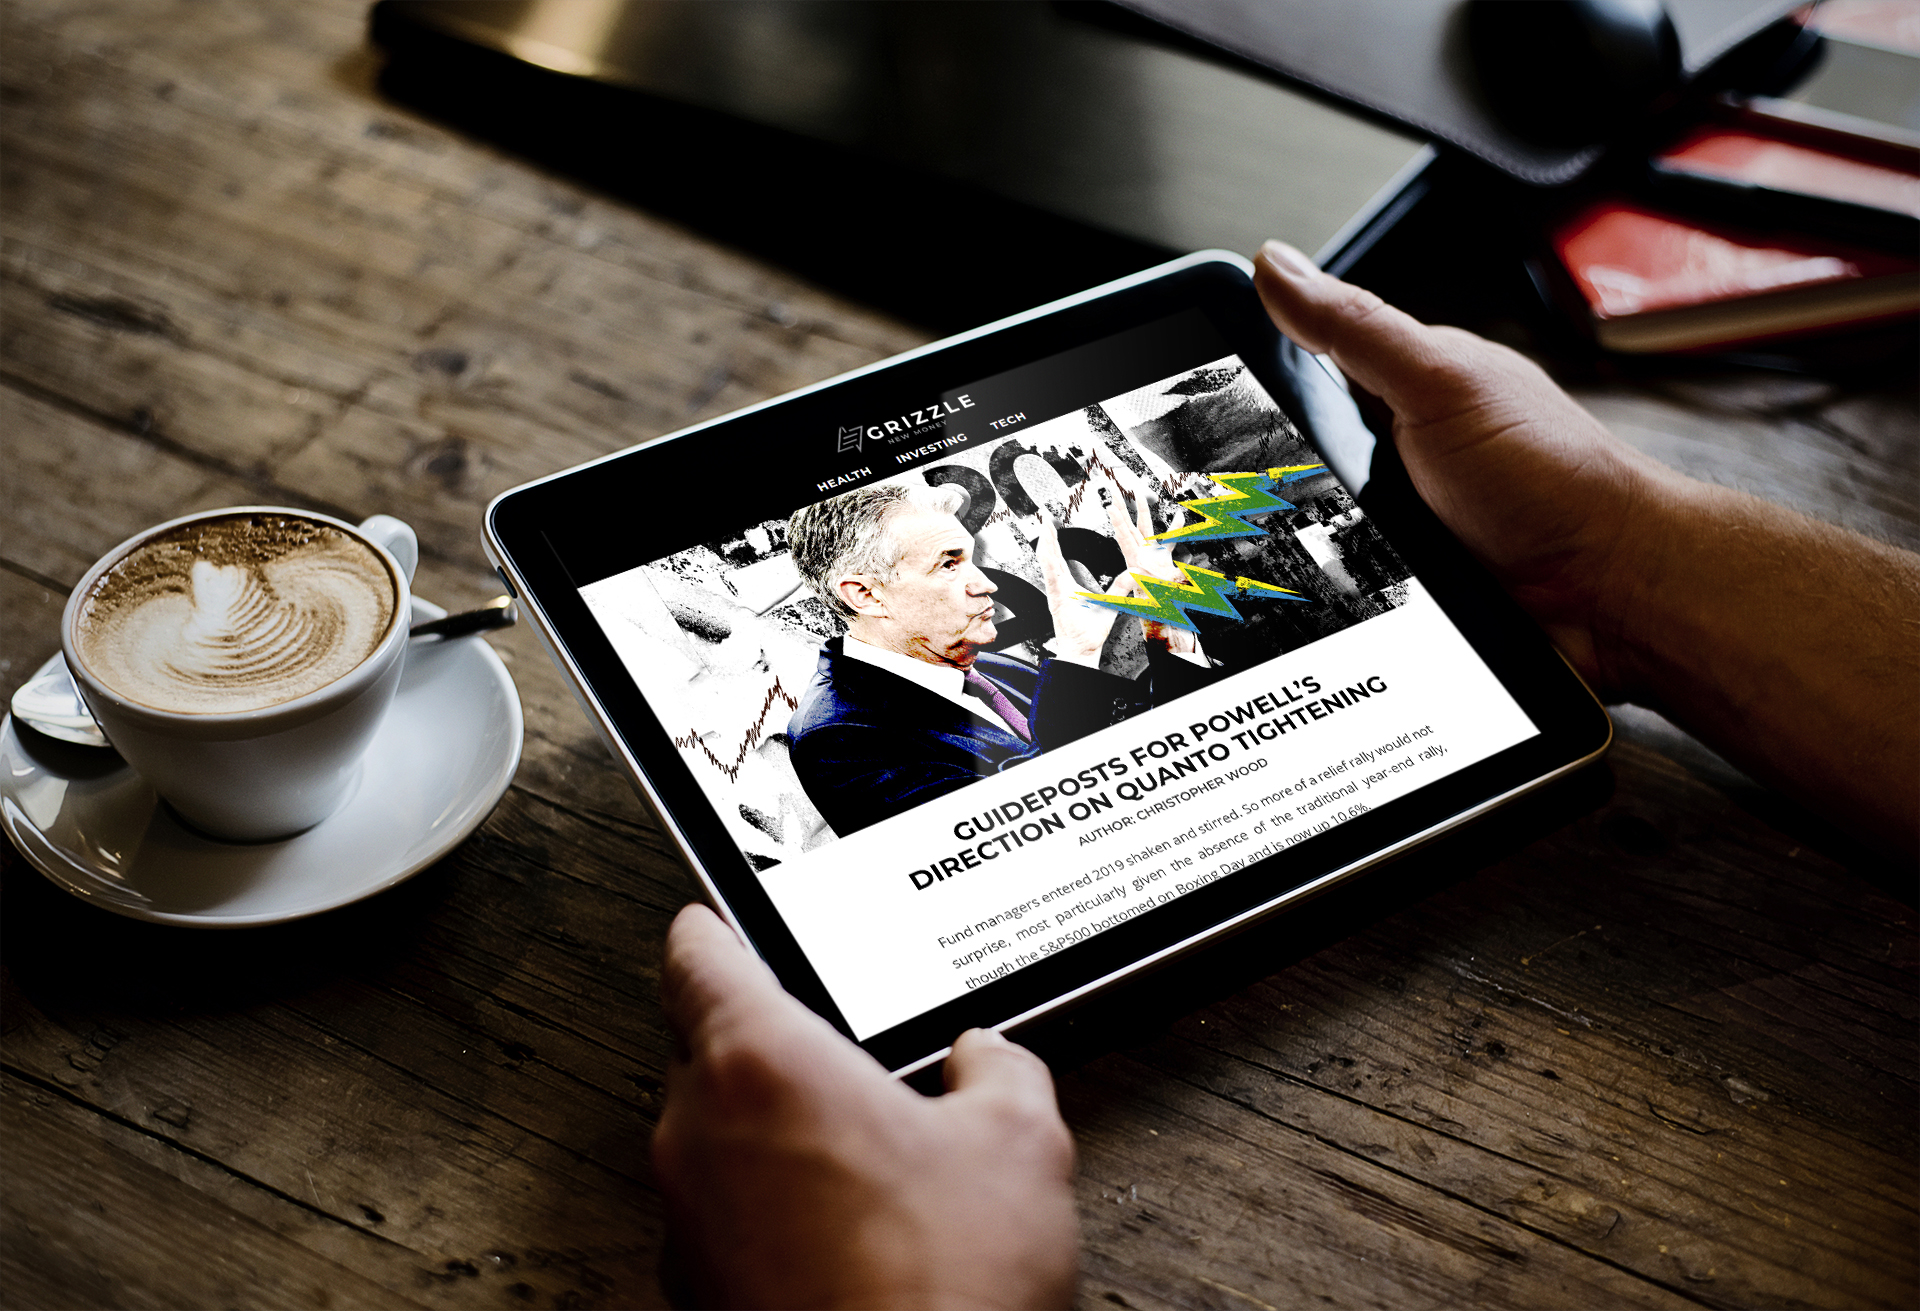 GRIZZLE
NEW MONEY
HEALTH INVESTING TECH
20
GUIDEPOSTS FOR POWELL'S
DIRECTION ON QUANTO TIGHTENING
AUTHOR: CHRISTOPHER WOOD
Fund managers entered 2019 shaken and stirred. So more of a relief rally would not
surprise, most particularly given the absence of the traditional year-end rally,
though the S&P500 bottomed on Boxing Day and is now up 10.6%.